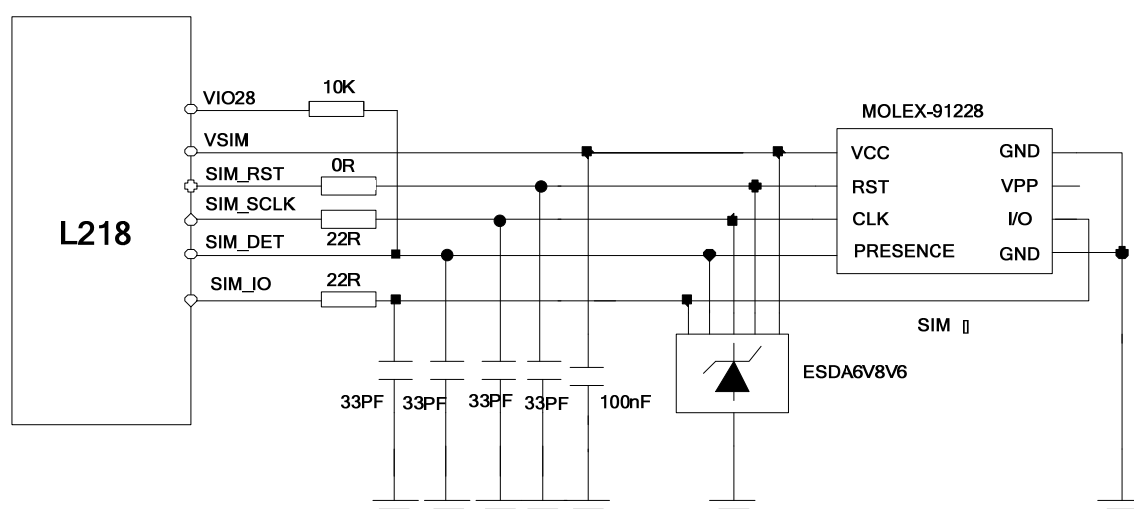 L218
VIO28
10K
VSIM
SIM_RST
0R
SIM_SCLK
22R
SIM_DET
SIM_IO
22R
MOLEX-91228
VCC
GND
RST
VPP
CLK
I/O
PRESENCE
GND
SIM
ESDA6V8V6
33PF
33PF
33PF
33PF
100nF